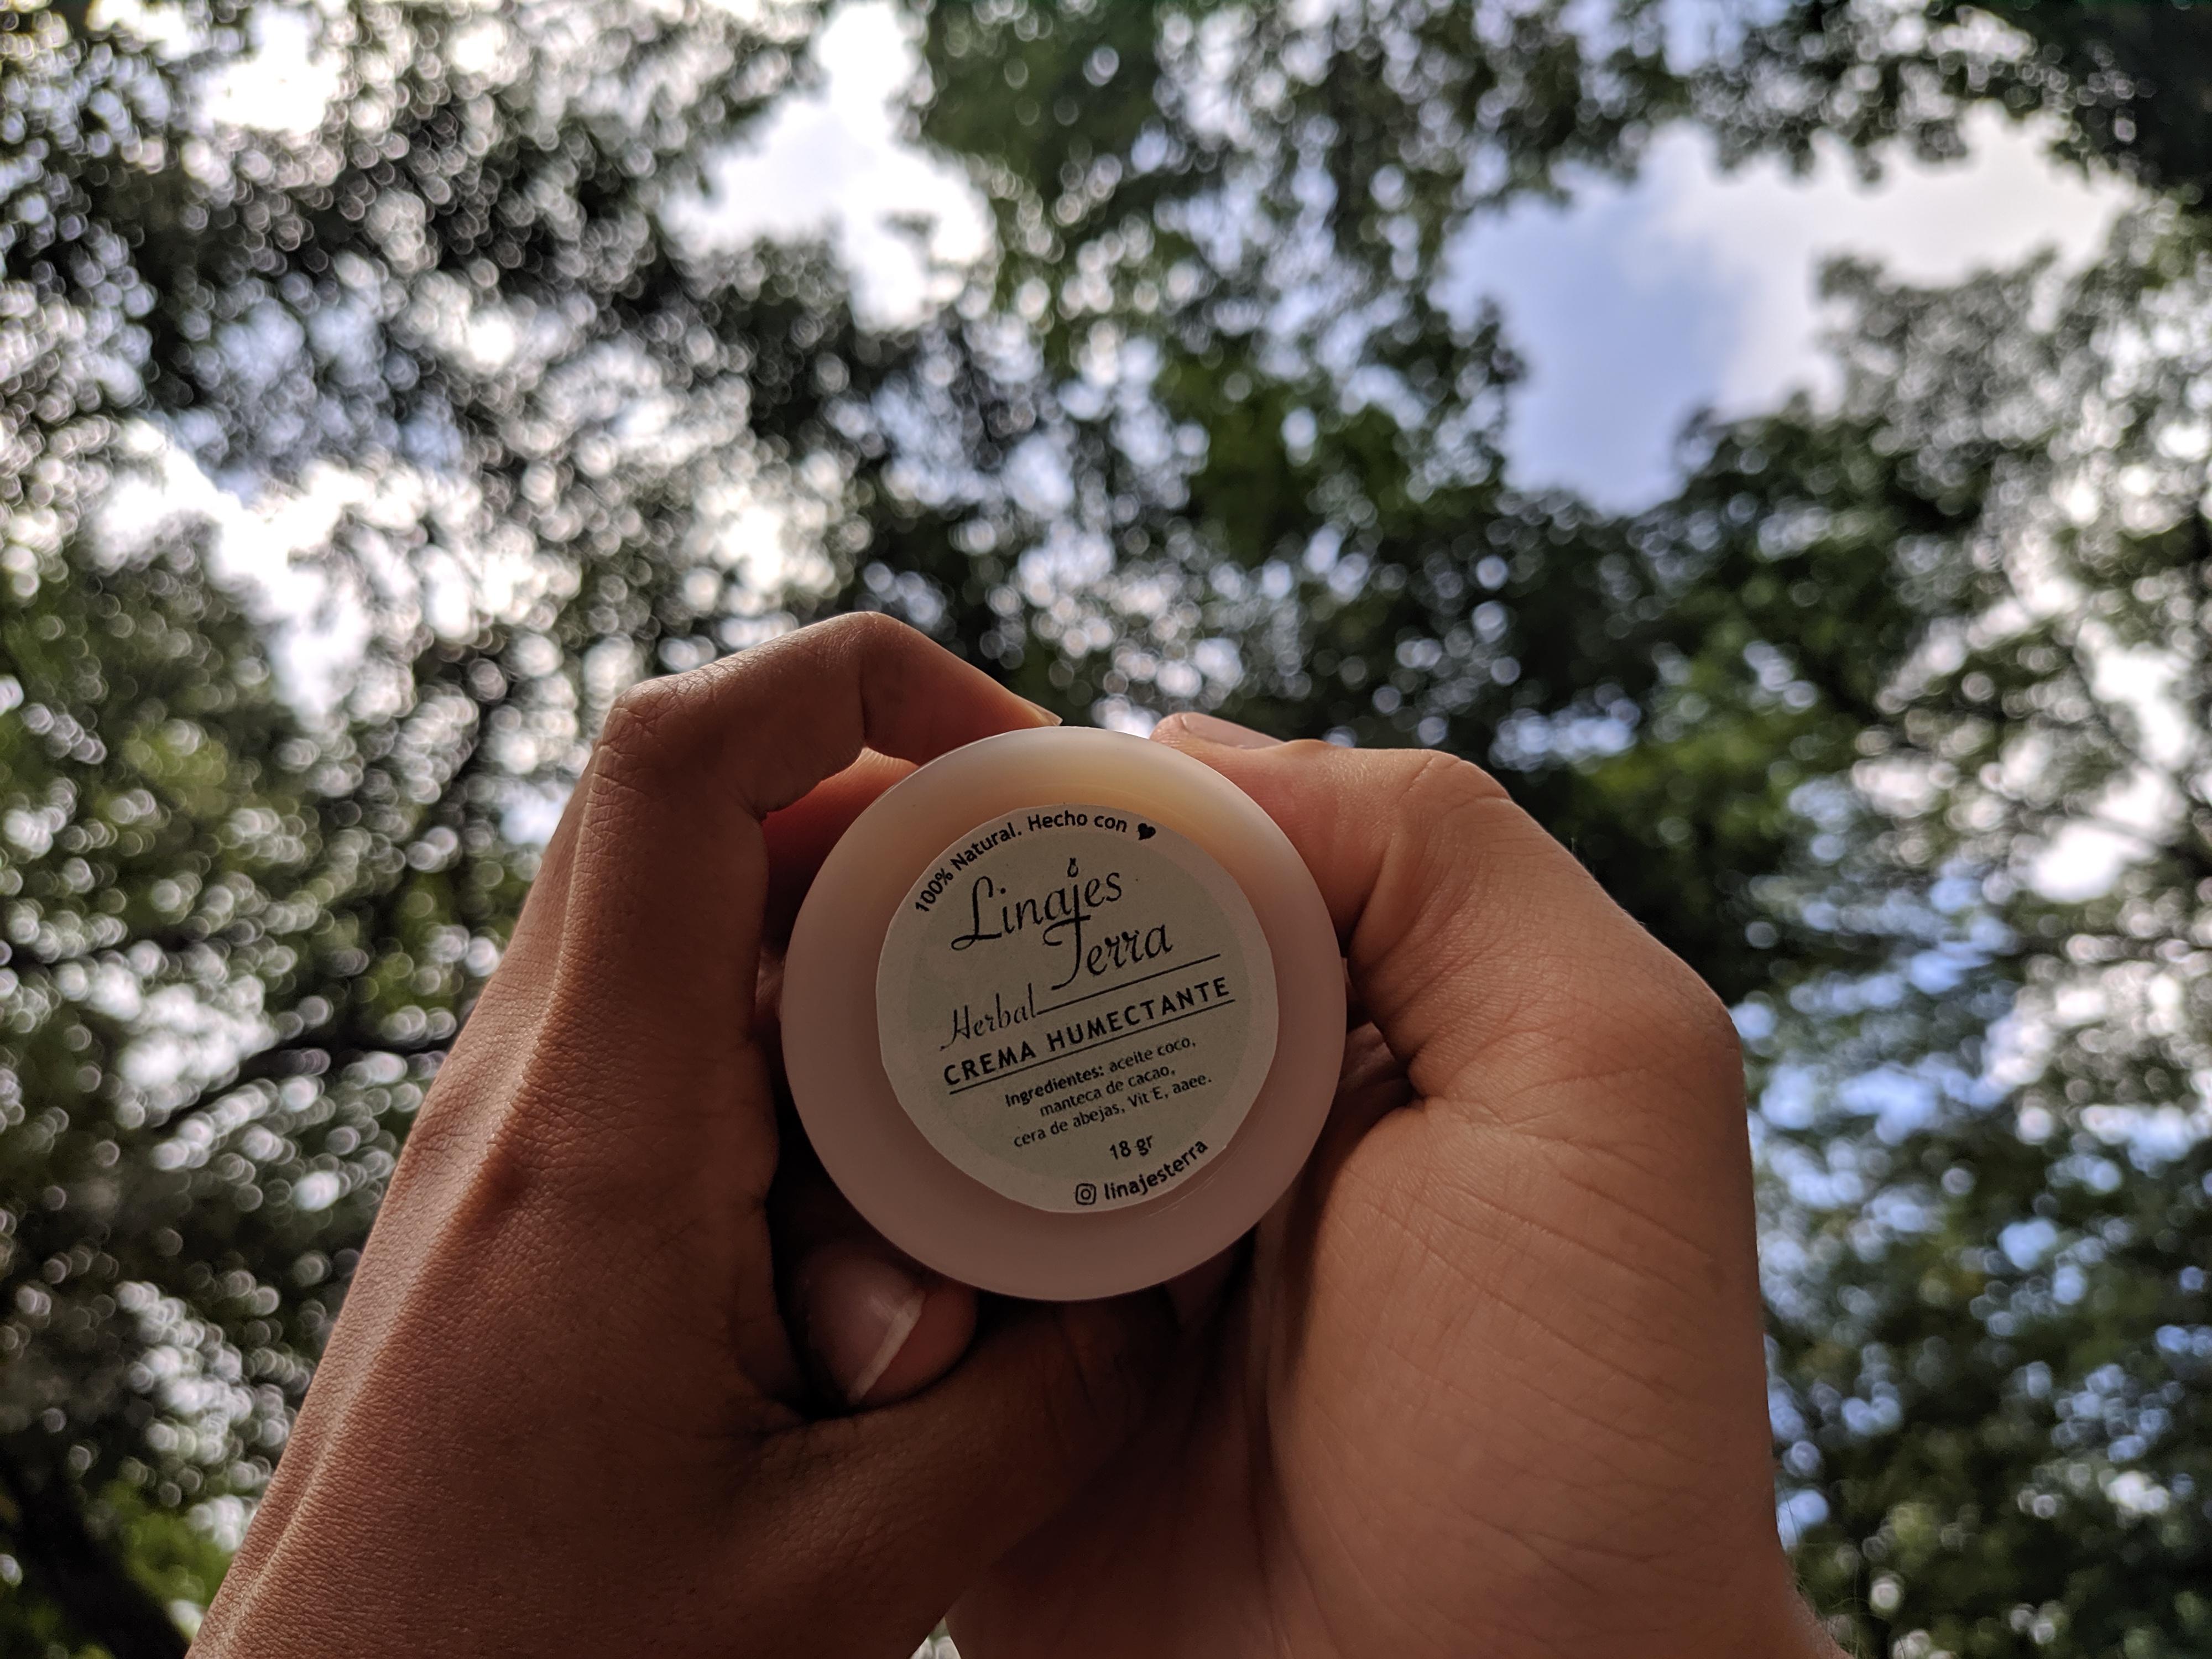 100% Natural. Hecho con ♥
Linajes
Terra
Herbal
CREMA HUMECTANTE
Ingredientes: aceite coco,
manteca de cacao,
cera de abejas, Vit E, aaee.
18 gr
linajesterra